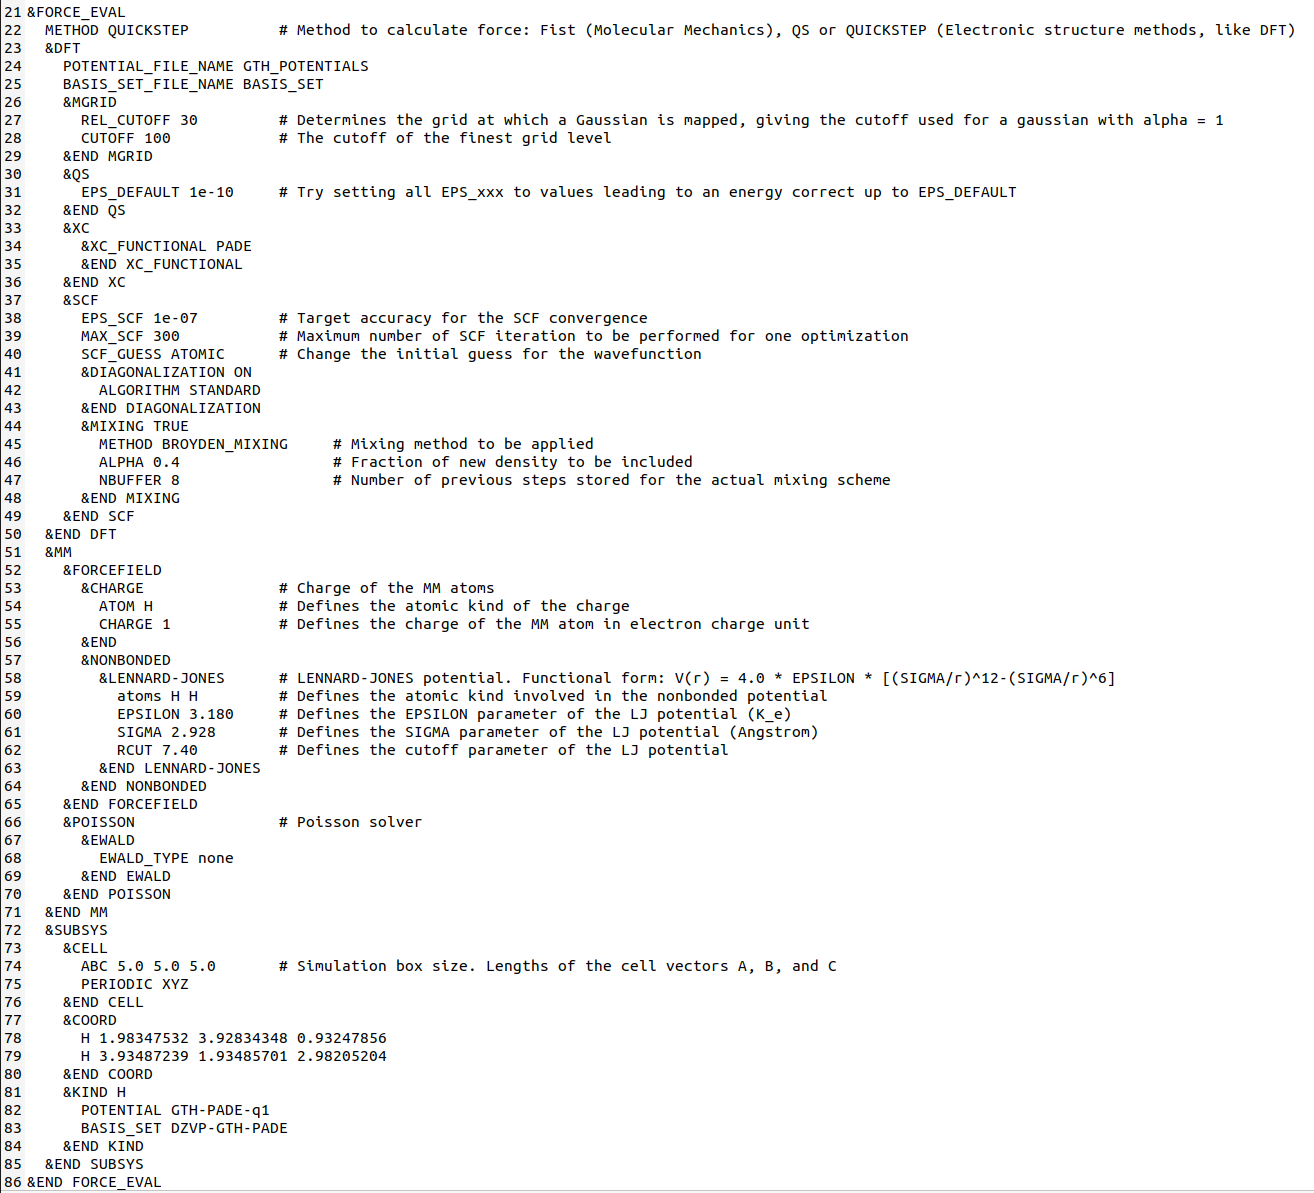 21 &FORCE_EVAL
22   METHOD QUICKSTEP          # Method to calculate force: Fist (Molecular Mechanics), QS or QUICKSTEP (Electronic structure methods, like DFT)
23   &DFT
24     POTENTIAL_FILE_NAME GTH_POTENTIALS
25     BASIS_SET_FILE_NAME BASIS_SET
26     &MGRID
27       REL_CUTOFF 30         # Determines the grid at which a Gaussian is mapped, giving the cutoff used for a gaussian with alpha = 1
28       CUTOFF 100            # The cutoff of the finest grid level
29     &END MGRID
30     &QS
31       EPS_DEFAULT 1e-10     # Try setting all EPS_xxx to values leading to an energy correct up to EPS_DEFAULT
32     &END QS
33     &XC
34       &XC_FUNCTIONAL PADE
35       &END XC_FUNCTIONAL
36     &END XC
37     &SCF
38       EPS_SCF 1e-07         # Target accuracy for the SCF convergence
39       MAX_SCF 300           # Maximum number of SCF iteration to be performed for one optimization
40       SCF_GUESS ATOMIC      # Change the initial guess for the wavefunction
41       &DIAGONALIZATION ON
42         ALGORITHM STANDARD
43       &END DIAGONALIZATION
44       &MIXING TRUE
45         METHOD BROYDEN_MIXING     # Mixing method to be applied
46         ALPHA 0.4                 # Fraction of new density to be included
47         NBUFFER 8                 # Number of previous steps stored for the actual mixing scheme
48       &END MIXING
49     &END SCF
50   &END DFT
51   &MM
52     &FORCEFIELD
53       &CHARGE               # Charge of the MM atoms
54         ATOM H              # Defines the atomic kind of the charge
55         CHARGE 1            # Defines the charge of the MM atom in electron charge unit
56       &END
57       &NONBONDED
58         &LENNARD-JONES      # LENNARD-JONES potential. Functional form: V(r) = 4.0 * EPSILON * [(SIGMA/r)^12-(SIGMA/r)^6]
59           atoms H H         # Defines the atomic kind involved in the nonbonded potential
60           EPSILON 3.180     # Defines the EPSILON parameter of the LJ potential (K_e)
61           SIGMA 2.928       # Defines the SIGMA parameter of the LJ potential (Angstrom)
62           RCUT 7.40         # Defines the cutoff parameter of the LJ potential
63         &END LENNARD-JONES
64       &END NONBONDED
65     &END FORCEFIELD
66     &POISSON                # Poisson solver
67       &EWALD
68         EWALD_TYPE none
69       &END EWALD
70     &END POISSON
71   &END MM
72   &SUBSYS
73     &CELL
74       ABC 5.0 5.0 5.0       # Simulation box size. Lengths of the cell vectors A, B, and C
75       PERIODIC XYZ
76     &END CELL
77     &COORD
78       H 1.98347532 3.92834348 0.93247856
79       H 3.93487239 1.93485701 2.98205204
80     &END COORD
81     &KIND H
82       POTENTIAL GTH-PADE-q1
83       BASIS_SET DZVP-GTH-PADE
84     &END KIND
85   &END SUBSYS
86 &END FORCE_EVAL